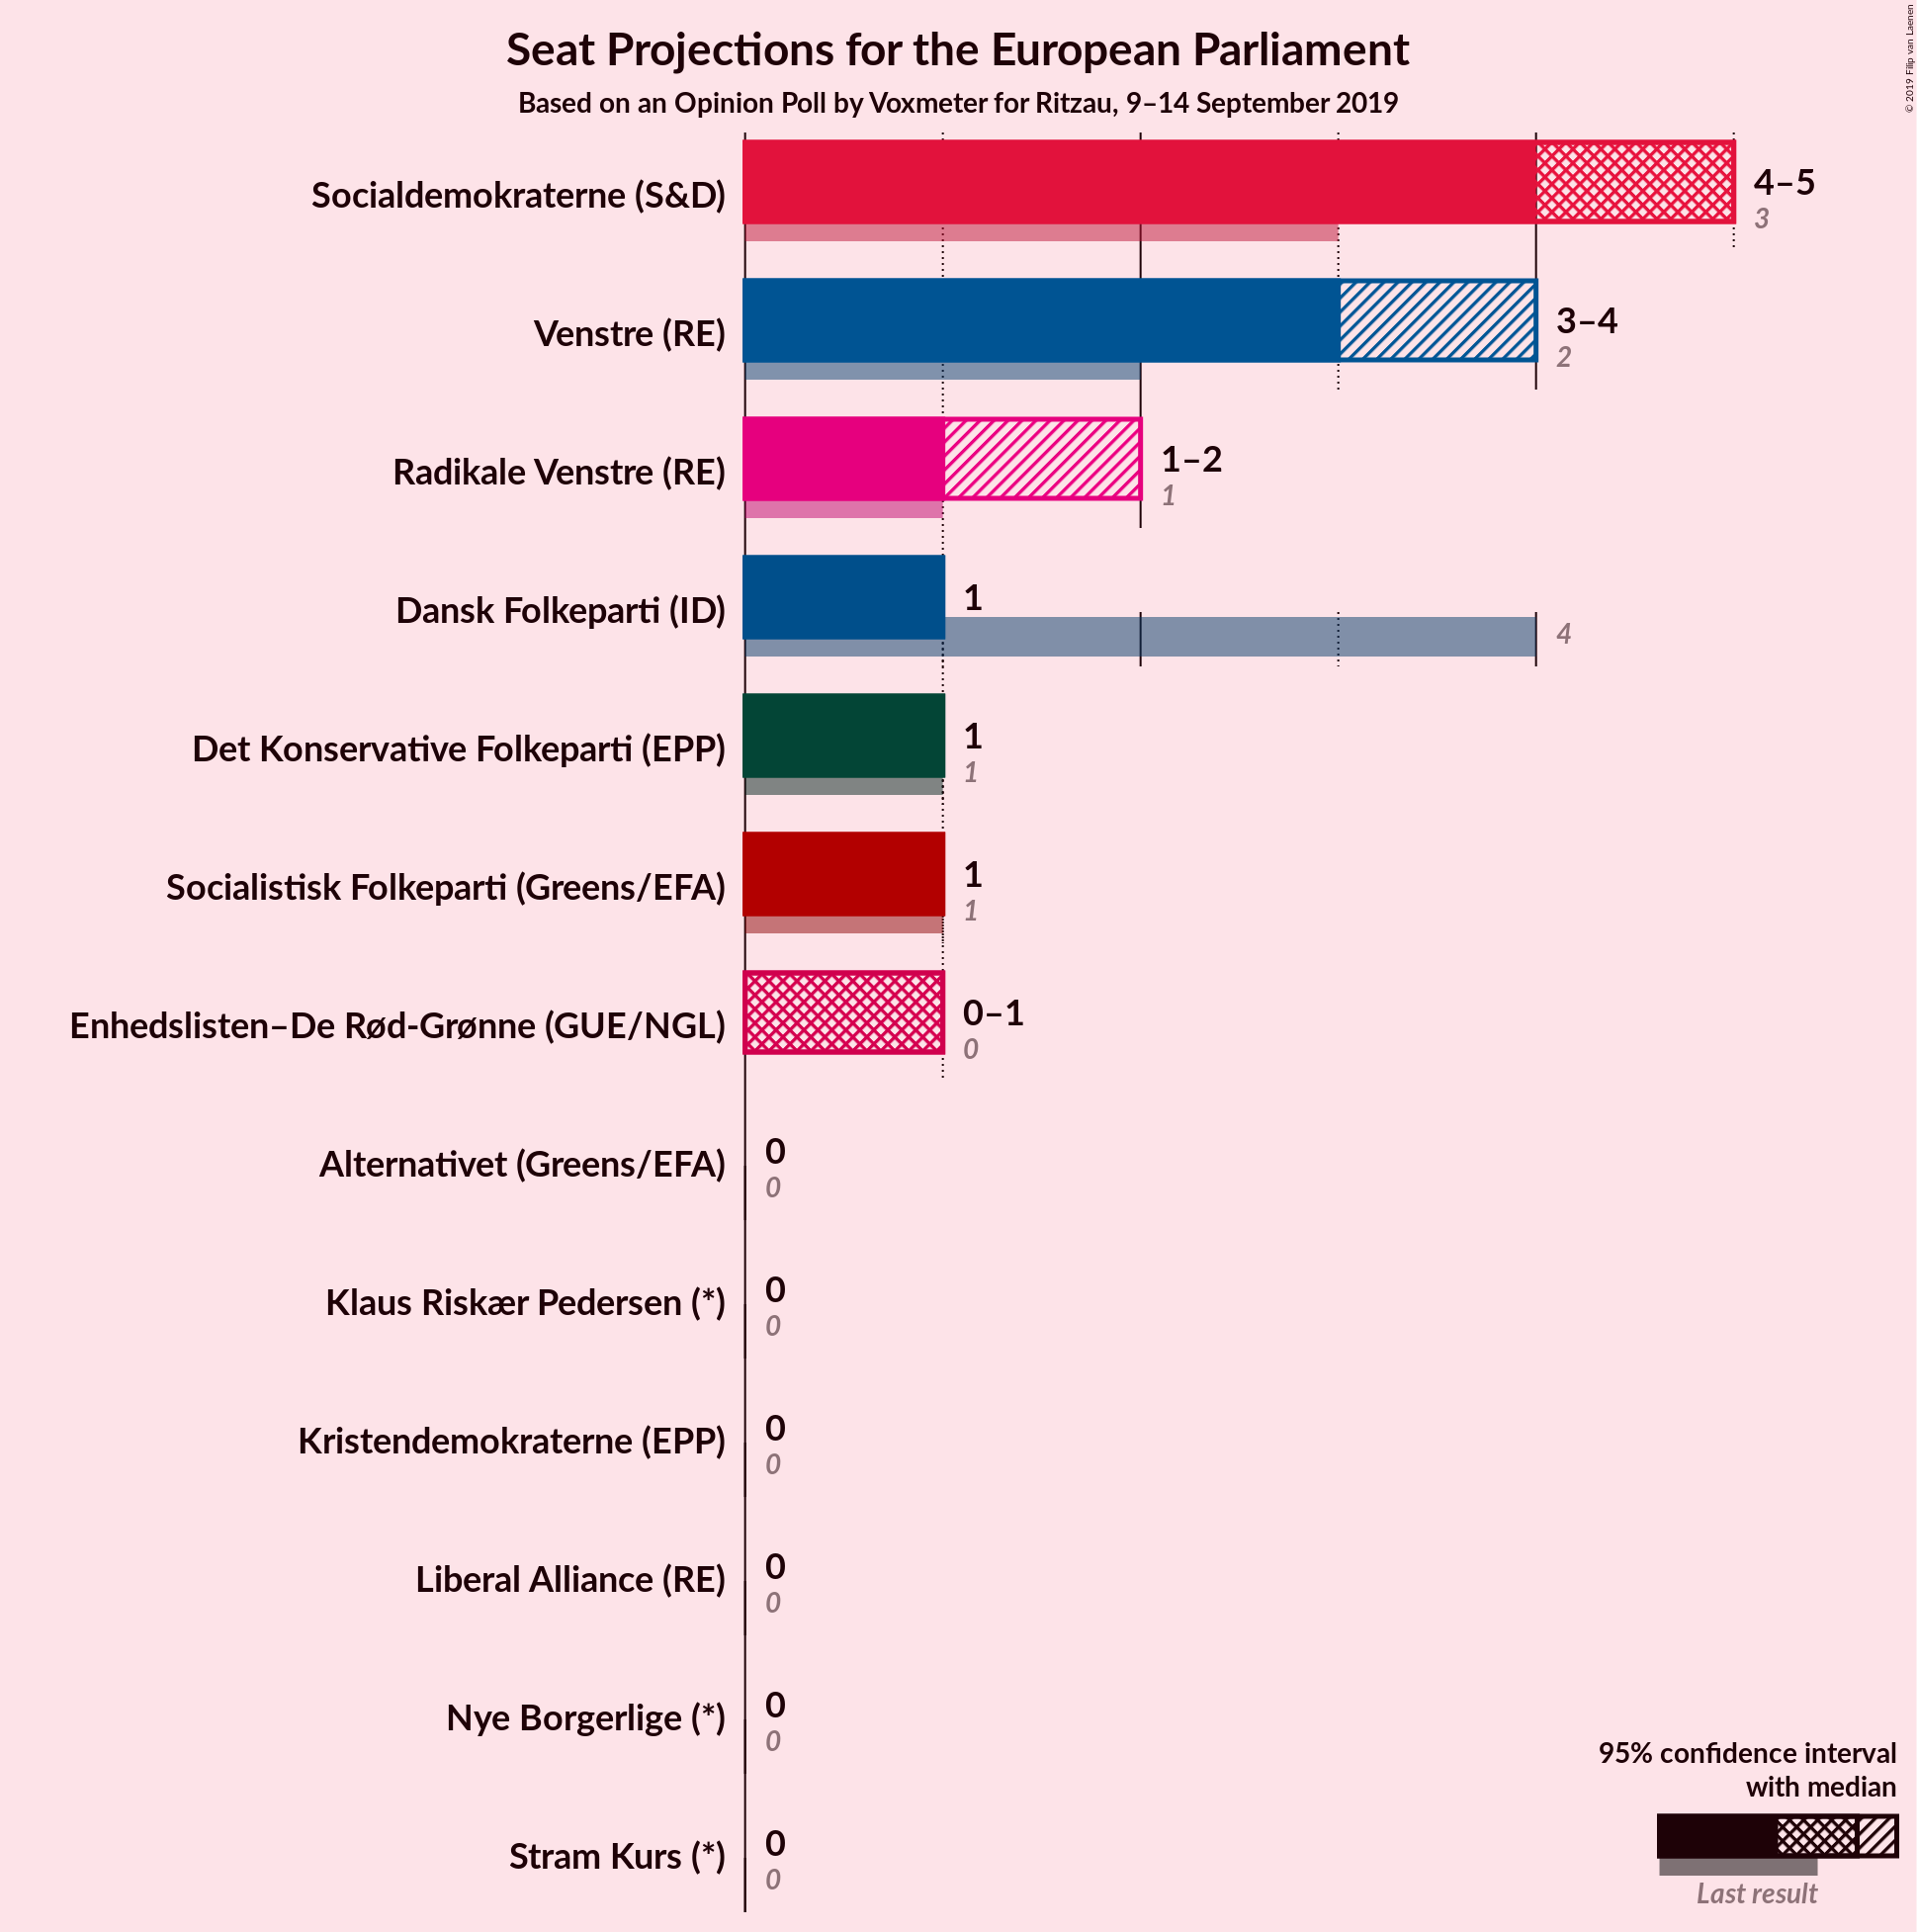 Seat Projections for the European Parliament
Based on an Opinion Poll by Voxmeter for Ritzau, 9–14 September 2019
© 2019 Filip van Laenen
Socialdemokraterne (S&D)
4–5
3
Venstre (RE)
3–4
2
Radikale Venstre (RE)
1–2
1
Dansk Folkeparti (ID)
1
4
Det Konservative Folkeparti (EPP)
1
1
Socialistisk Folkeparti (Greens/EFA)
1
1
Enhedslisten–De Rød-Grønne (GUE/NGL)
0–1
0
Alternativet (Greens/EFA)
0
0
Klaus Riskær Pedersen (*)
0
0
Kristendemokraterne (EPP)
0
0
Liberal Alliance (RE)
0
0
Nye Borgerlige (*)
0
0
Stram Kurs (*)
0
0
95% confidence interval
with median
Last result